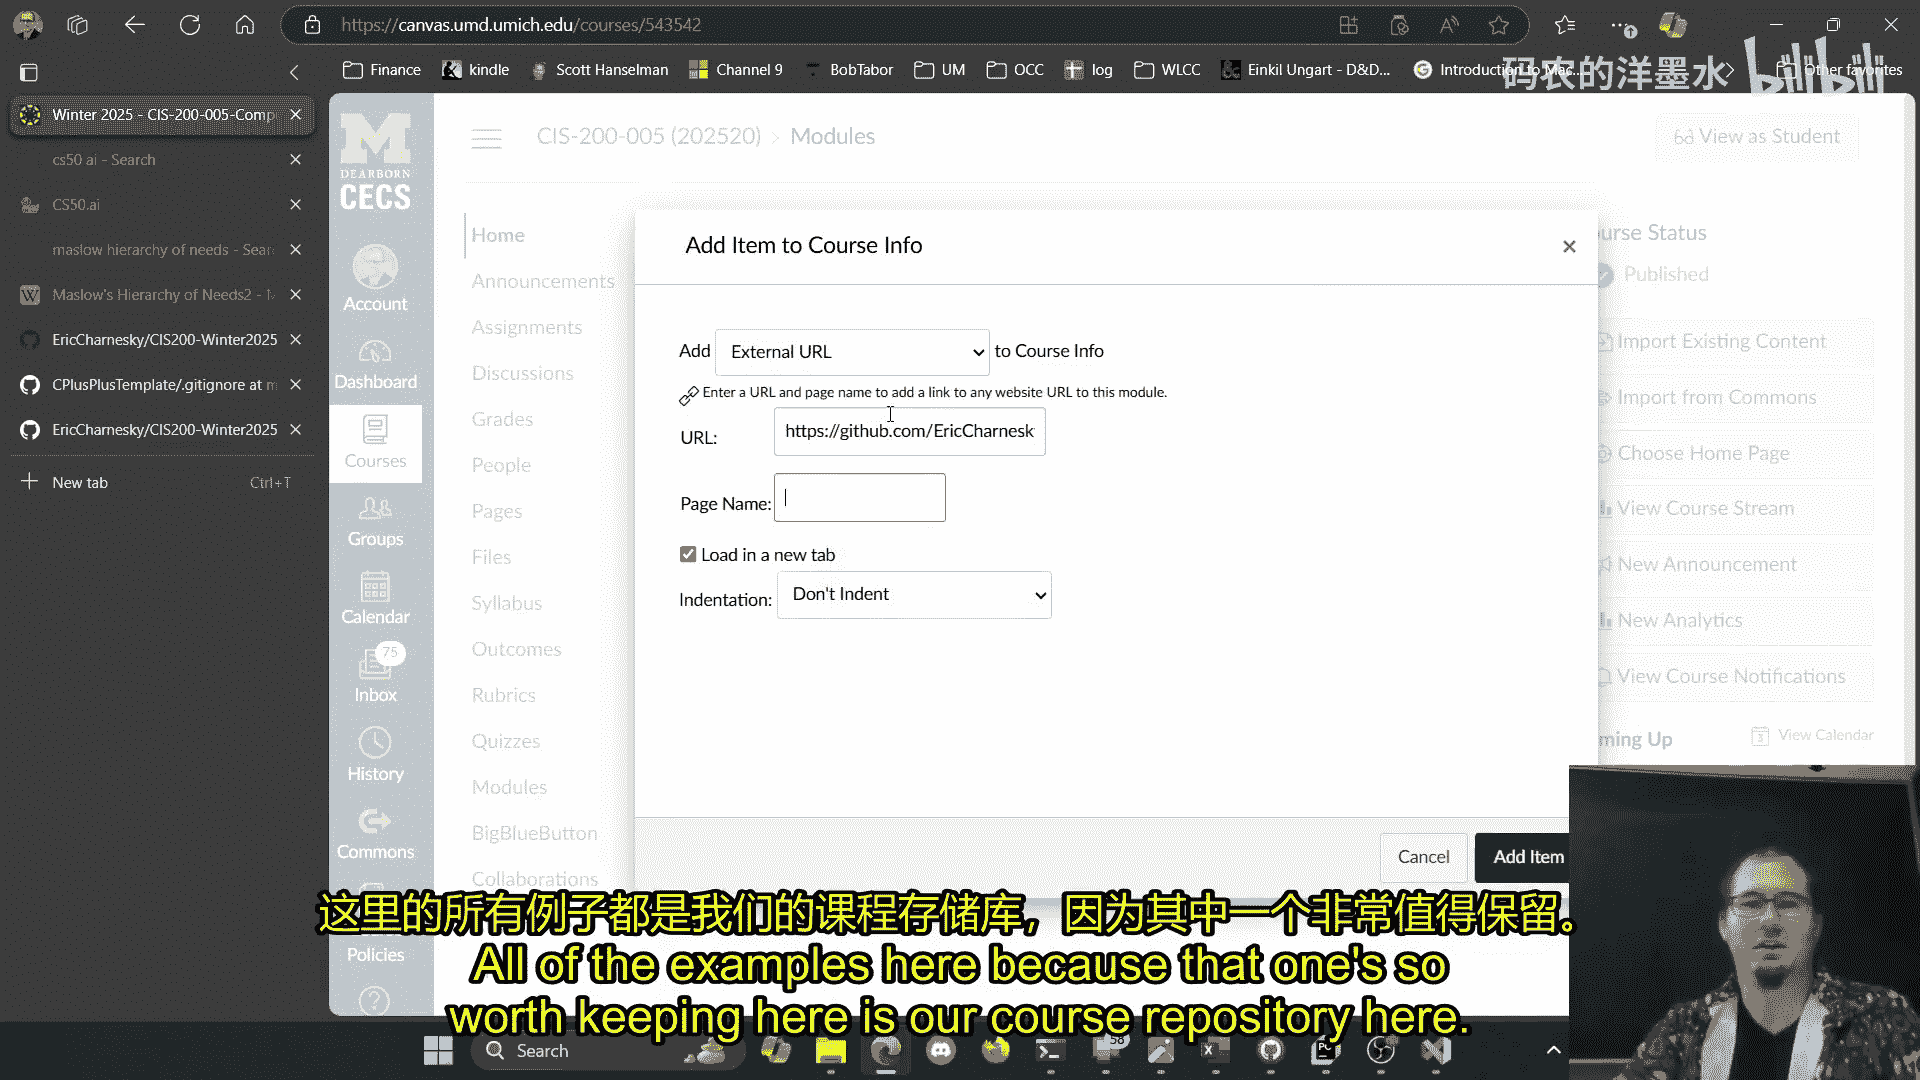 https://canvas.umd.umich.edu/courses/543542
Finance
kindle
Scott Hanselman
Channel 9
BobTabor
UM
OCC
log
WLCC
Einkil Ungart - D&D...
Other favorites
码农的洋墨水
bilibili
Winter 2025 - CIS-200-005-Comp
cs50 ai - Search
CS50.ai
maslow hierarchy of needs - Sear
Maslow's Hierarchy of Needs2 -
EricCharnesky/CIS200-Winter2025
CPlusPlusTemplate/.gitignore at m
EricCharnesky/CIS200-Winter2025
New tab
Ctrl+T
M
DEARBORN
CECS
Account
Dashboard
Courses
Groups
Calendar
75
Inbox
History
Commons
Policies
CIS-200-005 (202520) > Modules
View as Student
Home
Announcements
Assignments
Discussions
Grades
People
Pages
Files
Syllabus
Outcomes
Rubrics
Quizzes
Modules
BigBlueButton
Collaborations
Add Item to Course Info
Add External URL to Course Info
Enter a URL and page name to add a link to any website URL to this module.
URL: https://github.com/EricCharnesk
Page Name:
Load in a new tab
Indentation: Don't Indent
Cancel
Add Item
urse Status
Published
Import Existing Content
Import from Commons
Choose Home Page
View Course Stream
New Announcement
New Analytics
View Course Notifications
ming Up
View Calendar
这里的所有例子都是我们的课程存储库，因为其中一个非常值得保留。
All of the examples here because that one's so
worth keeping here is our course repository here.
Search
58